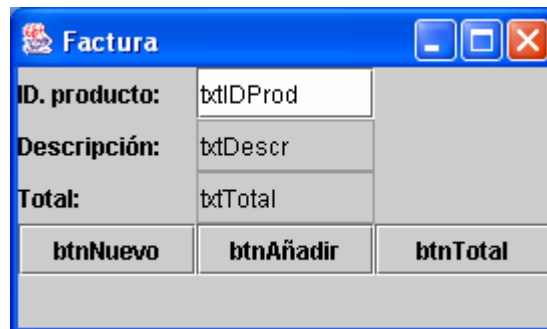 Factura
ID. producto: txtIDProd
Descripción: txtDescr
Total: txtTotal
btnNuevo btnAñadir btnTotal